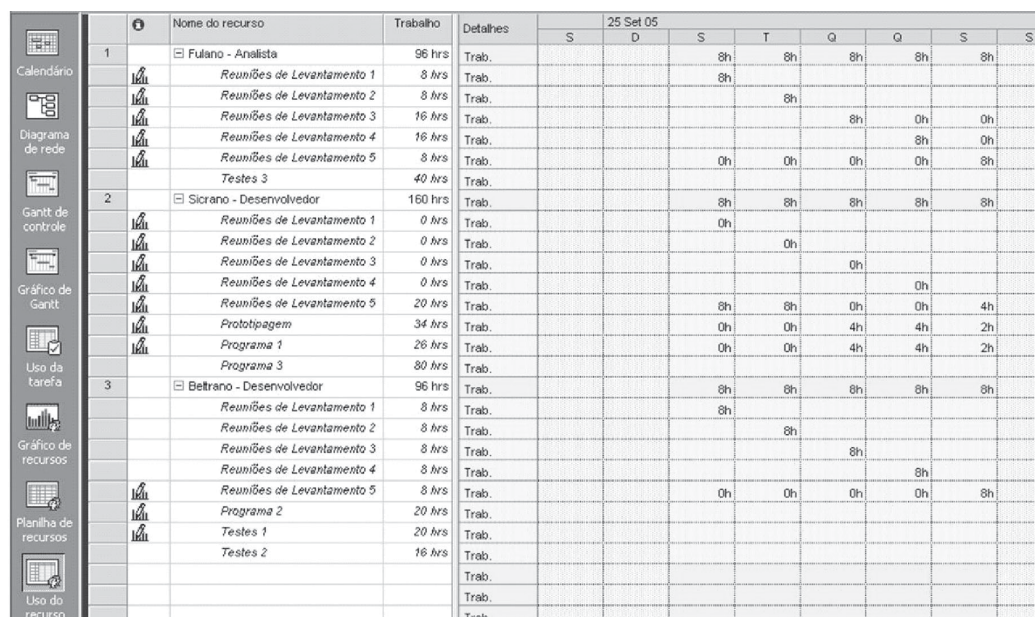 Nome do recurso Trabalho Detalhes 25 Set 05
S D S T Q Q S S
1 Fulano - Analista 96 hrs Trab. 8h 8h 8h 8h 8h
Reuniões de Levantamento 1 8 hrs Trab. 8h
Reuniões de Levantamento 2 8 hrs Trab. 8h
Reuniões de Levantamento 3 16 hrs Trab. 8h 0h 0h
Reuniões de Levantamento 4 16 hrs Trab. 8h 0h
Reuniões de Levantamento 5 8 hrs Trab. 0h 0h 0h 0h 8h
Testes 3 40 hrs Trab.
2 Sicrano - Desenvolvedor 160 hrs Trab. 8h 8h 8h 8h 8h
Reuniões de Levantamento 1 0 hrs Trab. 0h
Reuniões de Levantamento 2 0 hrs Trab. 0h
Reuniões de Levantamento 3 0 hrs Trab. 0h
Reuniões de Levantamento 4 0 hrs Trab. 0h
Reuniões de Levantamento 5 20 hrs Trab. 8h 8h 0h 0h 4h
Prototipagem 34 hrs Trab. 0h 0h 4h 4h 2h
Programa 1 26 hrs Trab. 0h 0h 4h 4h 2h
Programa 3 80 hrs Trab.
3 Beltrano - Desenvolvedor 96 hrs Trab. 8h 8h 8h 8h 8h
Reuniões de Levantamento 1 8 hrs Trab. 8h
Reuniões de Levantamento 2 8 hrs Trab. 8h
Reuniões de Levantamento 3 8 hrs Trab. 8h
Reuniões de Levantamento 4 8 hrs Trab. 8h
Reuniões de Levantamento 5 8 hrs Trab. 0h 0h 0h 0h 8h
Programa 2 20 hrs Trab.
Testes 1 20 hrs Trab.
Testes 2 16 hrs Trab.
Trab.
Trab.
Trab.
Calendário
Diagrama
de rede
Gantt de
controle
Gráfico de
Gantt
Uso da
tarefa
Gráfico de
recursos
Planilha de
recursos
Uso do
recurso